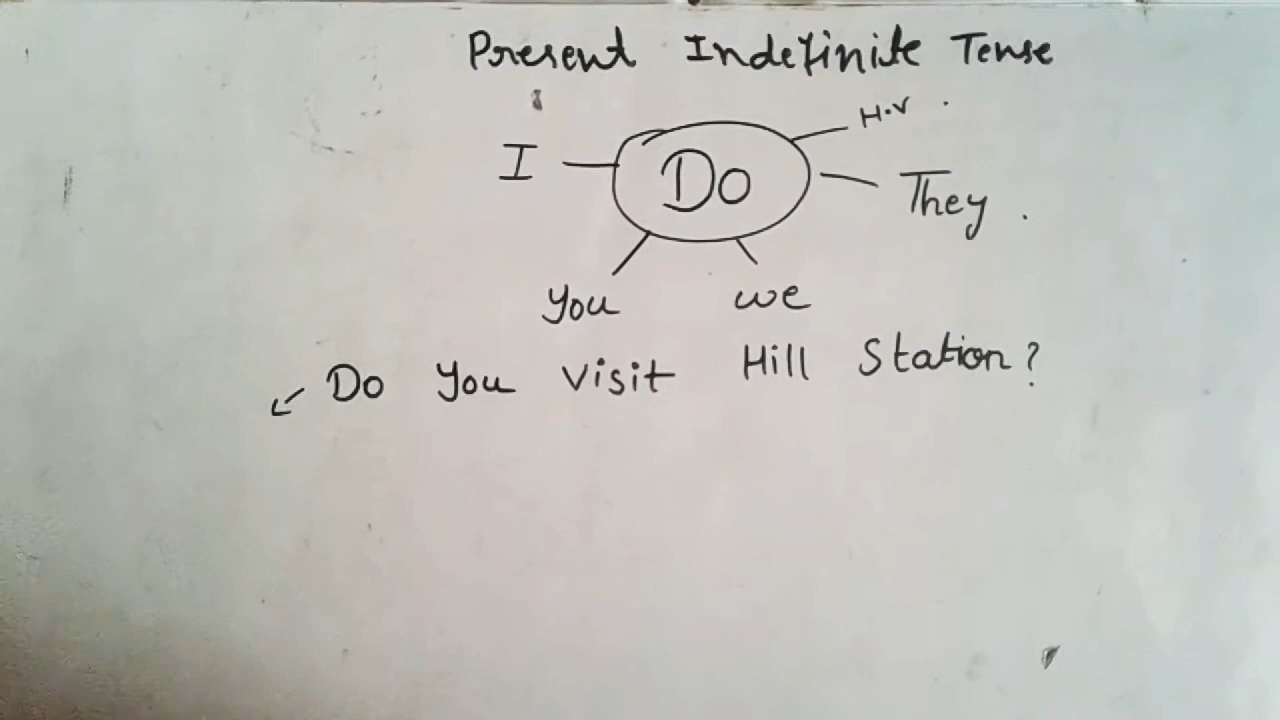 Present Indefinite Tense
H.V
I Do They
You we
Do You Visit Hill Station?